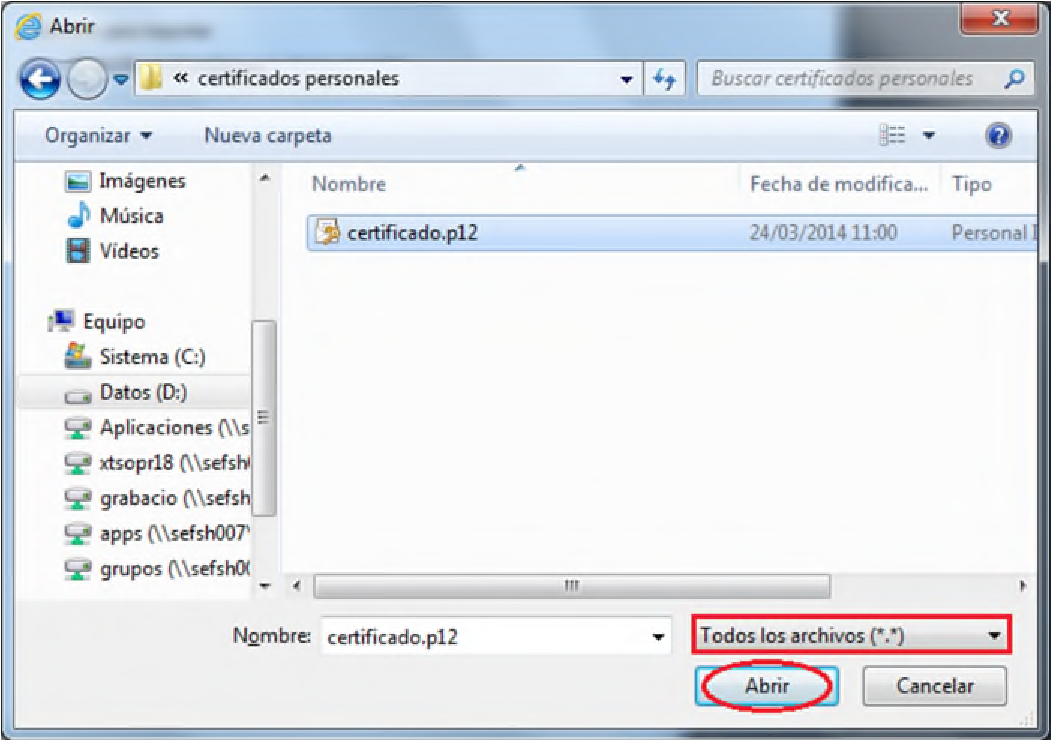 Abrir
« certificados personales
Buscar certificados personales
Organizar
Nueva carpeta
Imágenes
Música
Vídeos
Equipo
Sistema (C:)
Datos (D:)
Aplicaciones (\\s
xtsopr18 (\\sefsh
grabacio (\\sefsh
apps (\\sefsh007
grupos (\\sefsh00
Nombre
Fecha de modifica...
Tipo
certificado.p12
24/03/2014 11:00
Personal I
Nombre:
certificado.p12
Todos los archivos (*.*)
Abrir
Cancelar